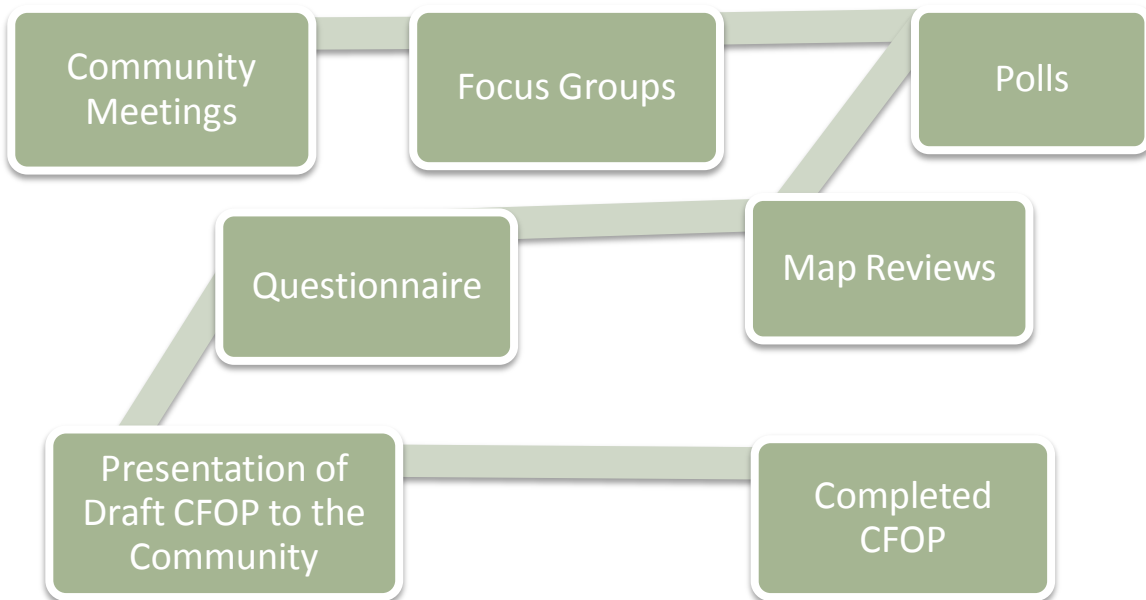 Community
Meetings
Focus Groups
Polls
Map Reviews
Questionnaire
Presentation of
Draft CFOP to the
Community
Completed
CFOP